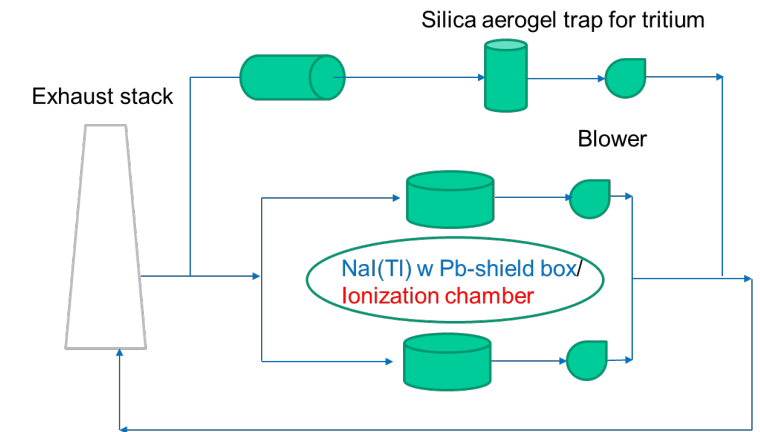 Silica aerogel trap for tritium
Exhaust stack
Blower
NaI(Tl) w Pb-shield box/
Ionization chamber